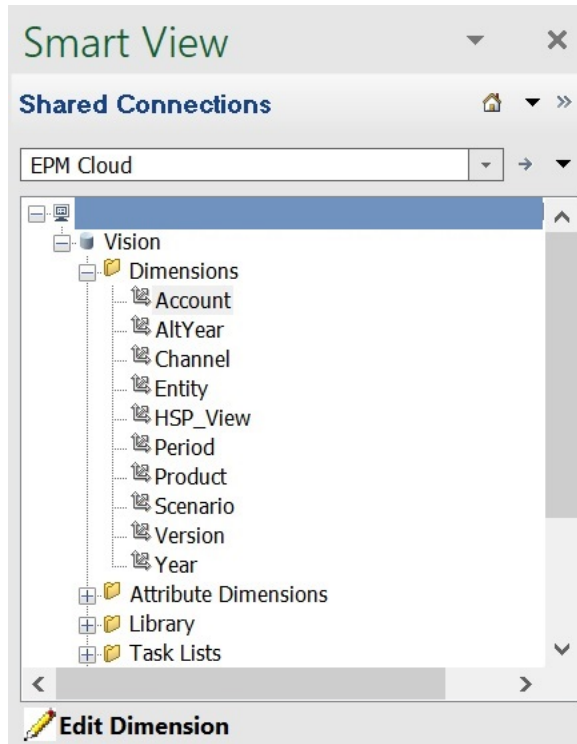 Smart View
Shared Connections
EPM Cloud
Vision
Dimensions
Account
AltYear
Channel
Entity
HSP_View
Period
Product
Scenario
Version
Year
Attribute Dimensions
Library
Task Lists
Edit Dimension